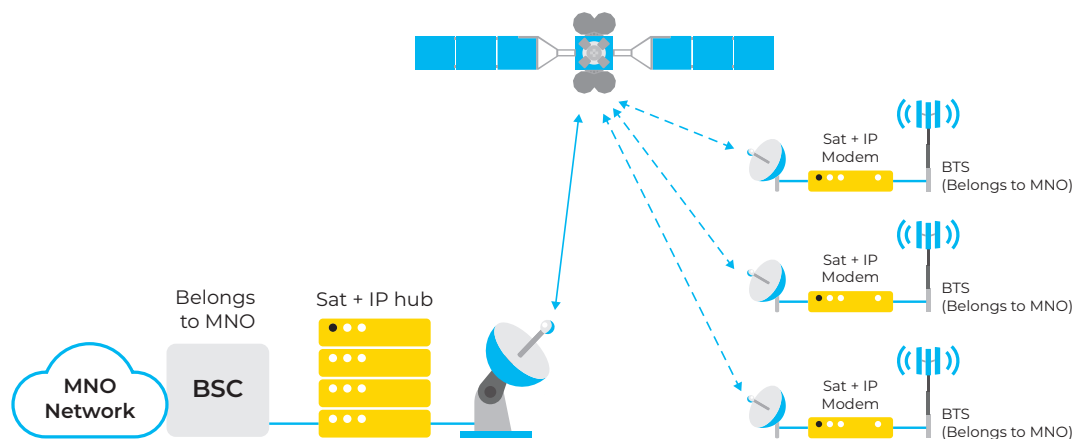 Sat + IP
Modem
BTS
(Belongs to MNO)
Sat + IP
Modem
BTS
(Belongs to MNO)
Belongs
to MNO
Sat + IP hub
MNO
Network
BSC
Sat + IP
Modem
BTS
(Belongs to MNO)